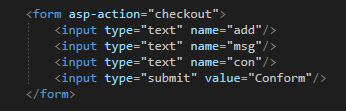 <form asp-action="checkout">
<input type="text" name="add"/>
<input type="text" name="msg"/>
<input type="text" name="con"/>
<input type="submit" value="Conform"/>
</form>